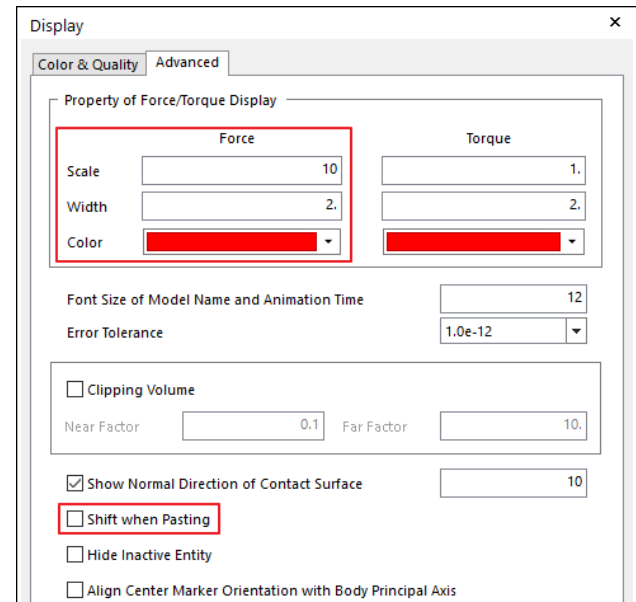 Display
Color & Quality Advanced
Property of Force/Torque Display
Force Torque
Scale 10 1.
Width 2. 2.
Color
Font Size of Model Name and Animation Time 12
Error Tolerance 1.0e-12
Clipping Volume
Near Factor 0.1 Far Factor 10.
Show Normal Direction of Contact Surface 10
Shift when Pasting
Hide Inactive Entity
Align Center Marker Orientation with Body Principal Axis